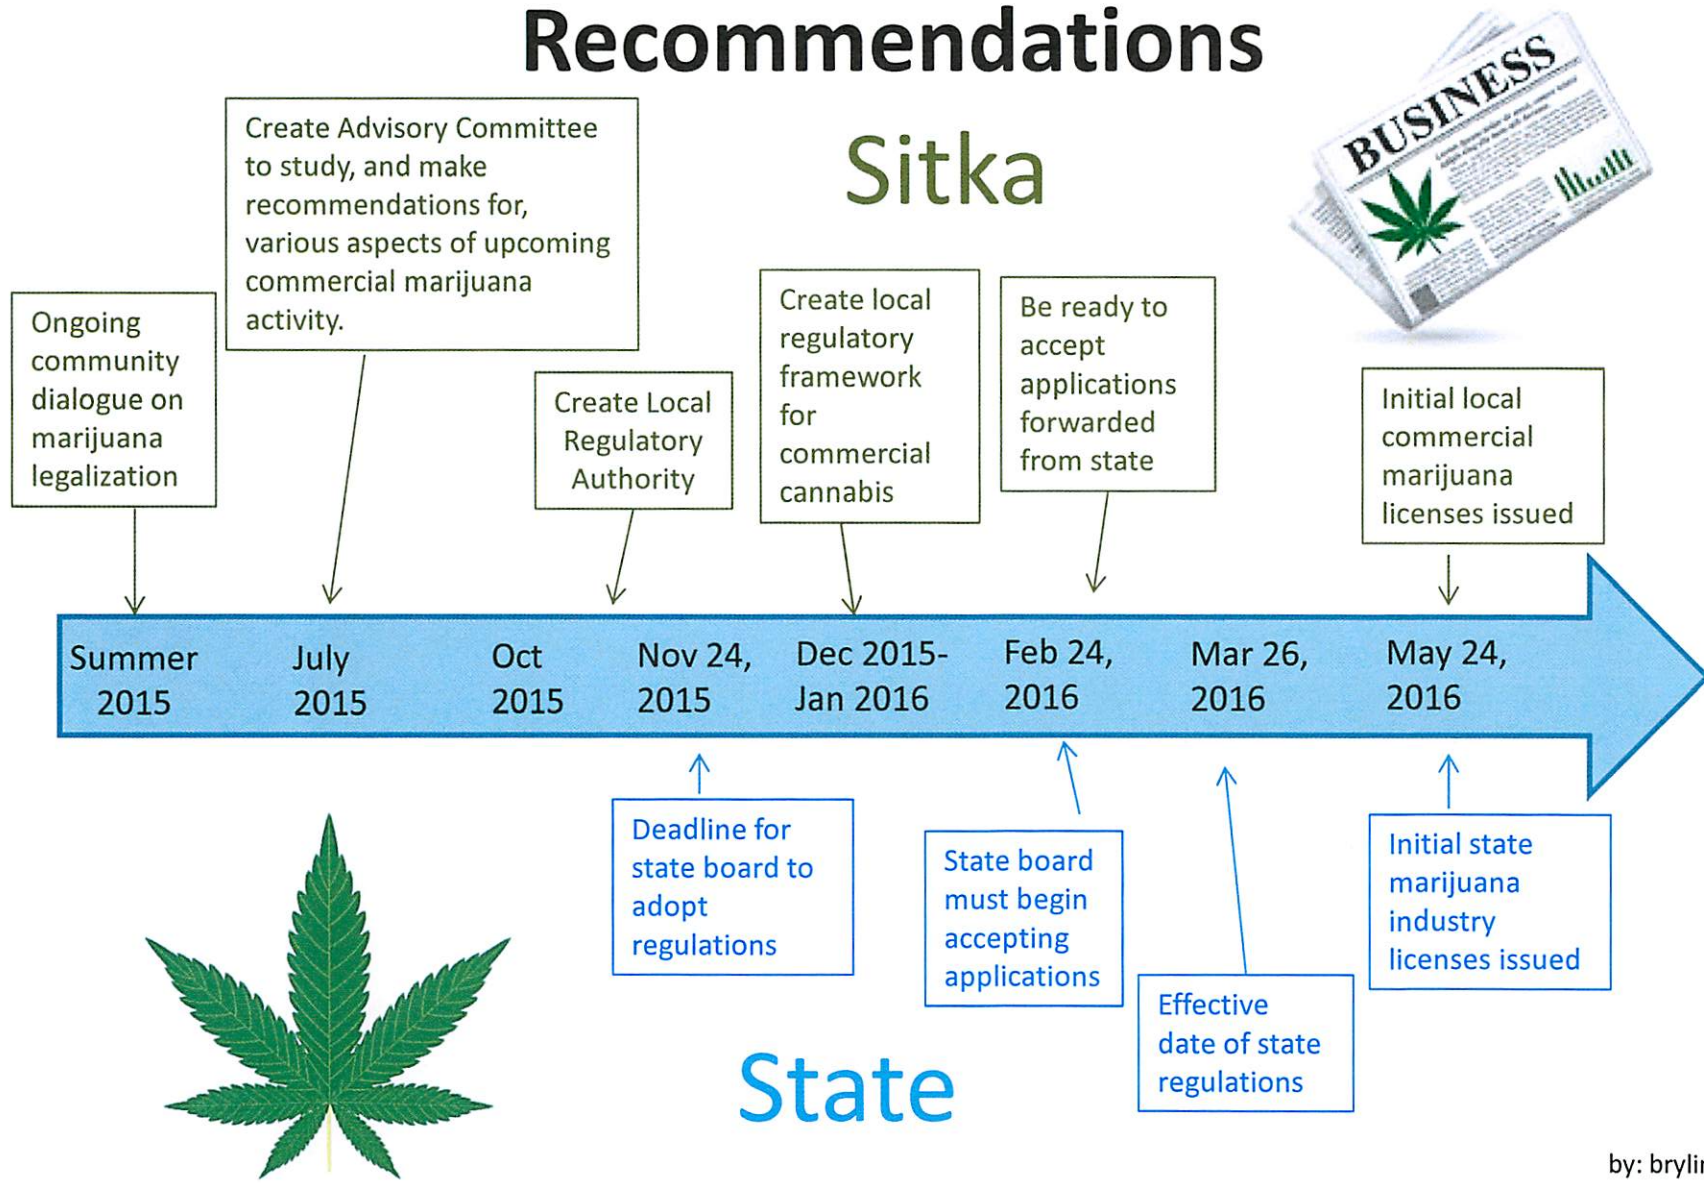 Recommendations
Sitka
BUSINESS
Create Advisory Committee
to study, and make
recommendations for,
various aspects of upcoming
commercial marijuana
activity.
Ongoing
community
dialogue on
marijuana
legalization
Create Local
Regulatory
Authority
Create local
regulatory
framework
for
commercial
cannabis
Be ready to
accept
applications
forwarded
from state
Initial local
commercial
marijuana
licenses issued
Summer
2015
July
2015
Oct
2015
Nov 24,
2015
Dec 2015-
Jan 2016
Feb 24,
2016
Mar 26,
2016
May 24,
2016
Deadline for
state board to
adopt
regulations
State board
must begin
accepting
applications
Effective
date of state
regulations
Initial state
marijuana
industry
licenses issued
State
by: